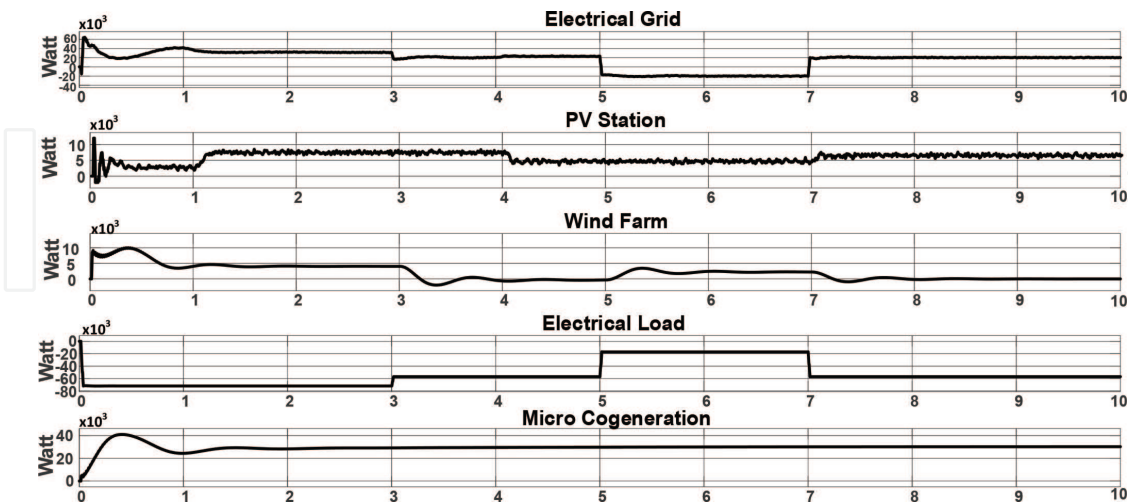 Electrical Grid
x10³
Watt
60
40
20
0
-20
-40
0 1 2 3 4 5 6 7 8 9 10
PV Station
x10³
Watt
10
5
0
0 1 2 3 4 5 6 7 8 9 10
Wind Farm
x10³
Watt
10
5
0
0 1 2 3 4 5 6 7 8 9 10
Electrical Load
x10³
Watt
0
-20
-40
-60
-80
0 1 2 3 4 5 6 7 8 9 10
Micro Cogeneration
x10³
Watt
40
20
0
0 1 2 3 4 5 6 7 8 9 10